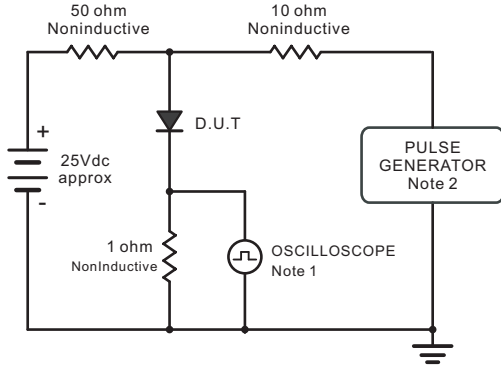 50 ohm
Noninductive
10 ohm
Noninductive
D.U.T
+
25Vdc
approx
-
PULSE
GENERATOR
Note 2
1 ohm
NonInductive
OSCILLOSCOPE
Note 1